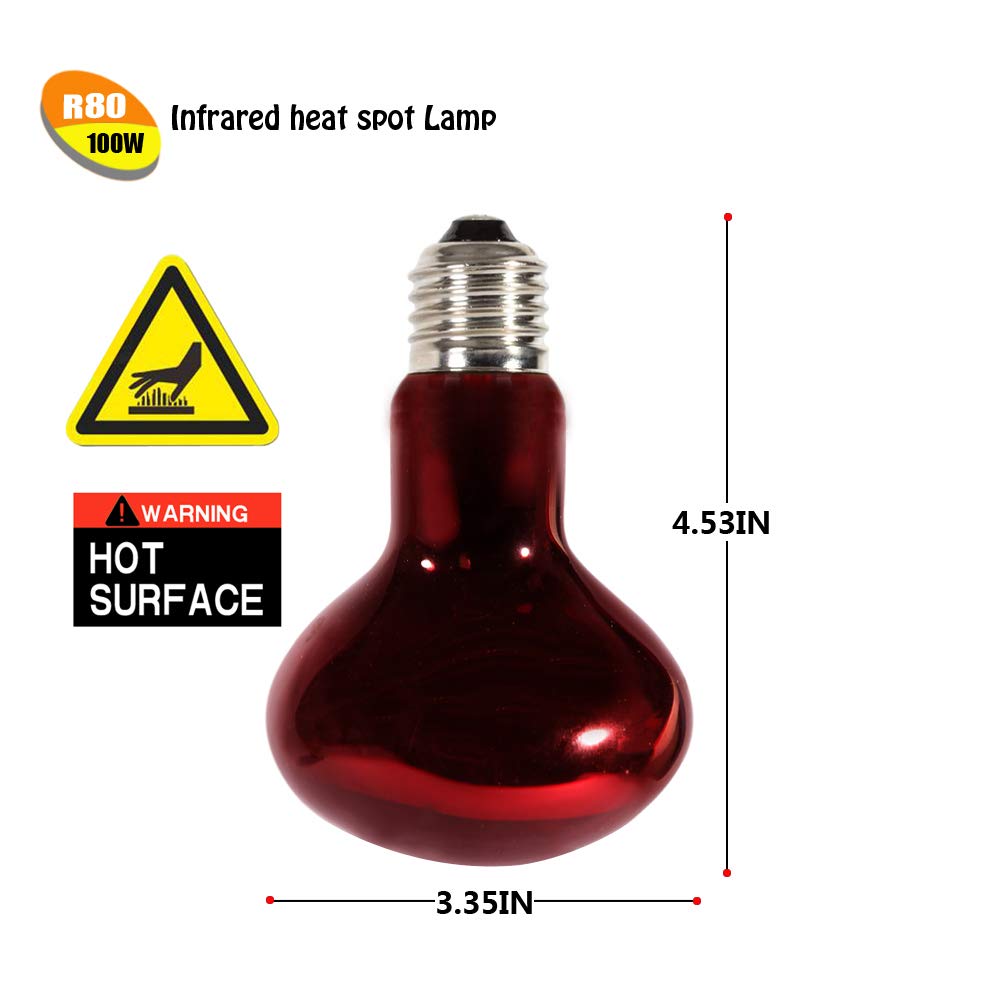 R80
100W
Infrared heat spot Lamp
WARNING
HOT
SURFACE
4.53IN
3.35IN